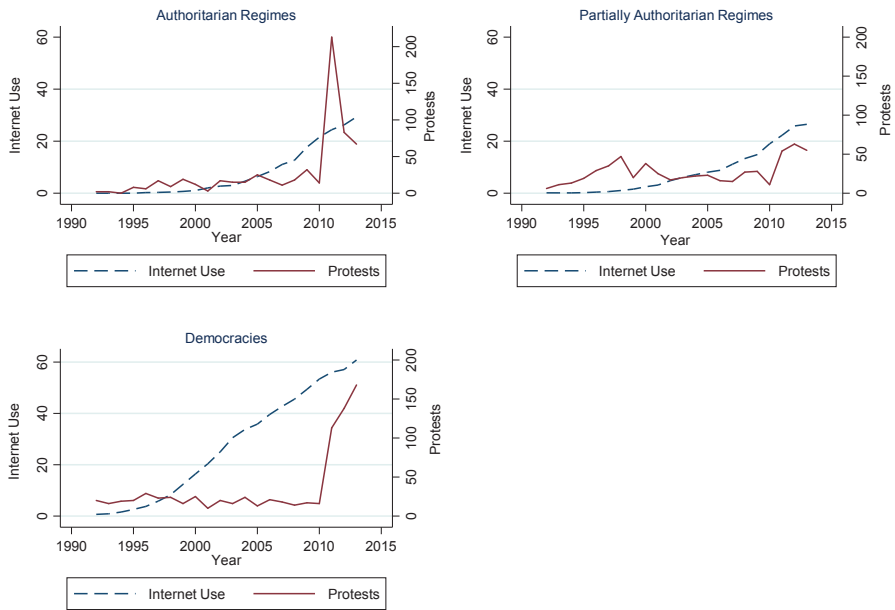 Authoritarian Regimes
60
40
20
0
Internet Use
200
150
100
50
0
Protests
1990 1995 2000 2005 2010 2015
Year
Internet Use Protests
Partially Authoritarian Regimes
60
40
20
0
Internet Use
200
150
100
50
0
Protests
1990 1995 2000 2005 2010 2015
Year
Internet Use Protests
Democracies
60
40
20
0
Internet Use
200
150
100
50
0
Protests
1990 1995 2000 2005 2010 2015
Year
Internet Use Protests